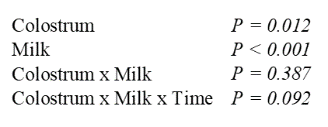 Colostrum P = 0.012
Milk P < 0.001
Colostrum x Milk P = 0.387
Colostrum x Milk x Time P = 0.092